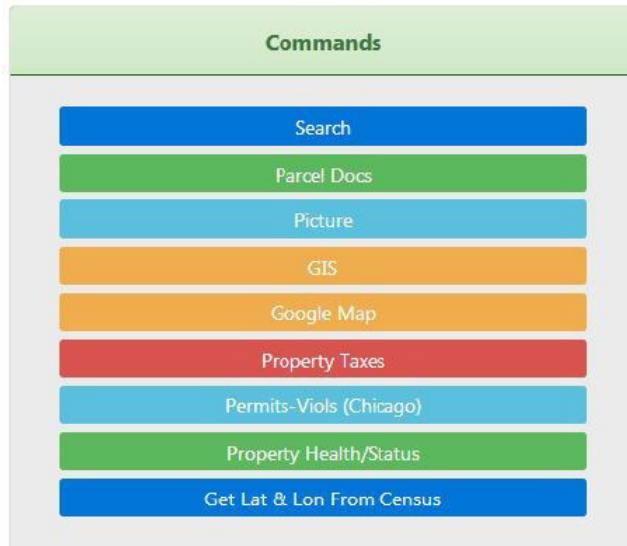 Commands
Search
Parcel Docs
Picture
GIS
Google Map
Property Taxes
Permits-Viols (Chicago)
Property Health/Status
Get Lat & Lon From Census